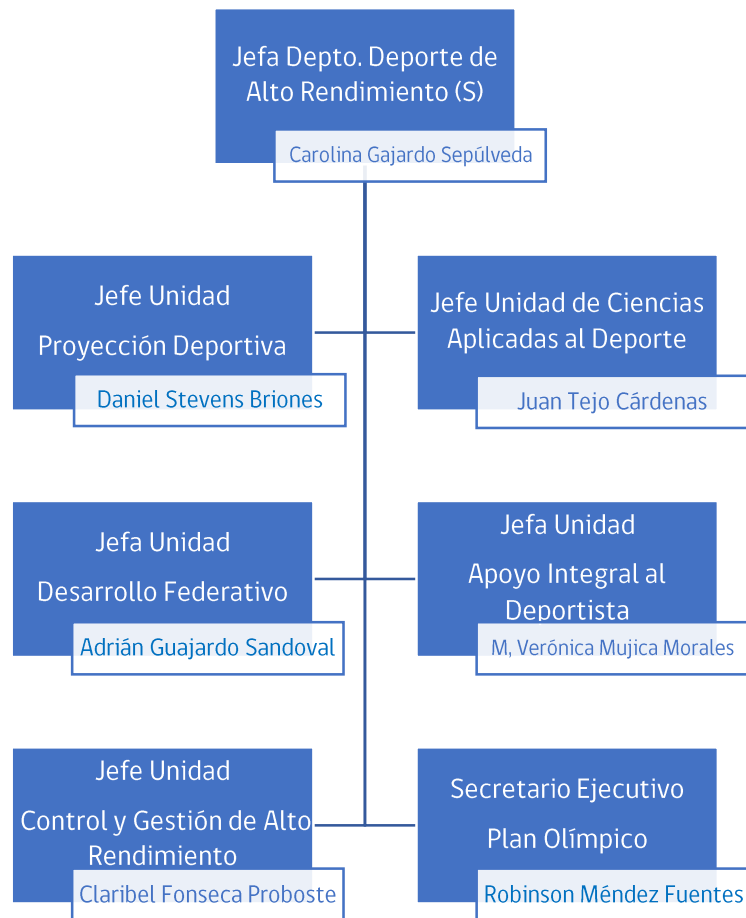 Jefa Depto. Deporte de
Alto Rendimiento (S)
Carolina Gajardo Sepúlveda
Jefe Unidad
Proyección Deportiva
Daniel Stevens Briones
Jefe Unidad de Ciencias
Aplicadas al Deporte
Juan Tejo Cárdenas
Jefa Unidad
Desarrollo Federativo
Adrián Guajardo Sandoval
Jefa Unidad
Apoyo Integral al
Deportista
M, Verónica Mujica Morales
Jefe Unidad
Control y Gestión de Alto
Rendimiento
Claribel Fonseca Proboste
Secretario Ejecutivo
Plan Olímpico
Robinson Méndez Fuentes